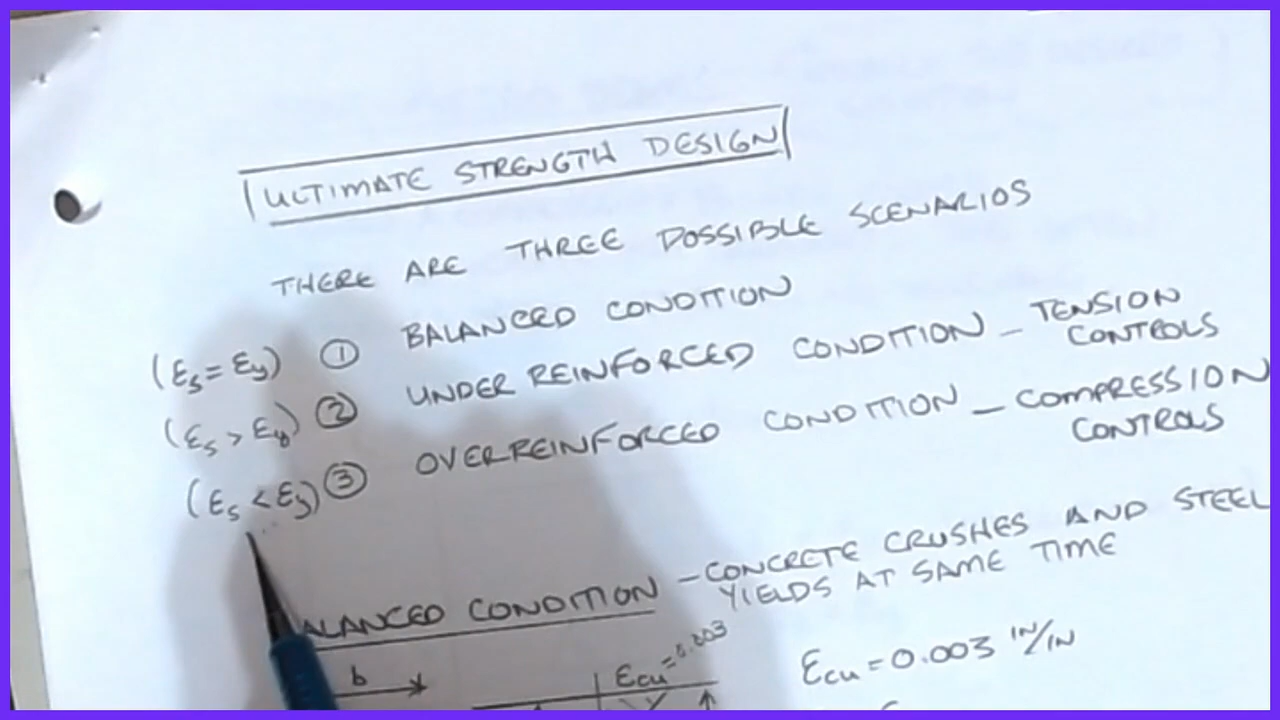 ULTIMATE STRENGTH DESIGN
THERE ARE THREE POSSIBLE SCENARIOS
(εs = εy) ① BALANCED CONDITION
(εs > εy) ② UNDER REINFORCED CONDITION – TENSION CONTROLS
(εs < εy) ③ OVERREINFORCED CONDITION – COMPRESSION CONTROLS
ALANCED CONDITION – CONCRETE CRUSHES AND STEEL
YIELDS AT SAME TIME
b
εcu = 0.003
εcu = 0.003 IN/IN